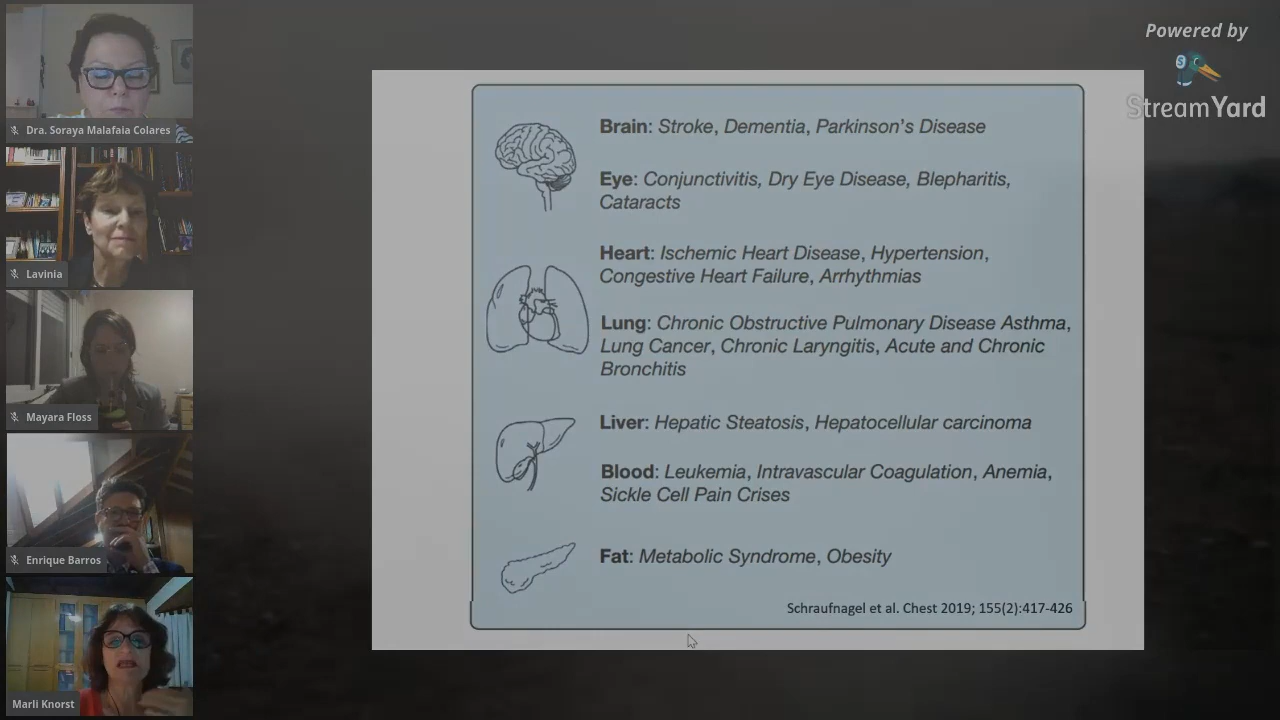 Powered by
StreamYard
Dra. Soraya Malafaia Colares
Lavinia
Mayara Floss
Enrique Barros
Marli Knorst
Brain: Stroke, Dementia, Parkinson's Disease
Eye: Conjunctivitis, Dry Eye Disease, Blepharitis,
Cataracts
Heart: Ischemic Heart Disease, Hypertension,
Congestive Heart Failure, Arrhythmias
Lung: Chronic Obstructive Pulmonary Disease Asthma,
Lung Cancer, Chronic Laryngitis, Acute and Chronic
Bronchitis
Liver: Hepatic Steatosis, Hepatocellular carcinoma
Blood: Leukemia, Intravascular Coagulation, Anemia,
Sickle Cell Pain Crises
Fat: Metabolic Syndrome, Obesity
Schraufnagel et al. Chest 2019; 155(2):417-426